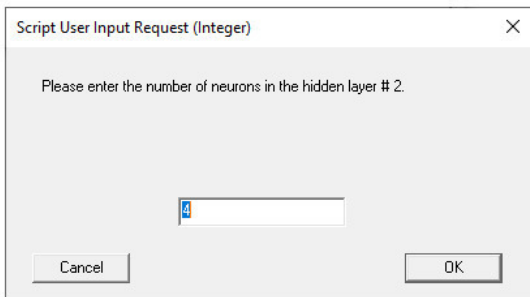 Script User Input Request (Integer)
Please enter the number of neurons in the hidden layer # 2.
4
Cancel
OK